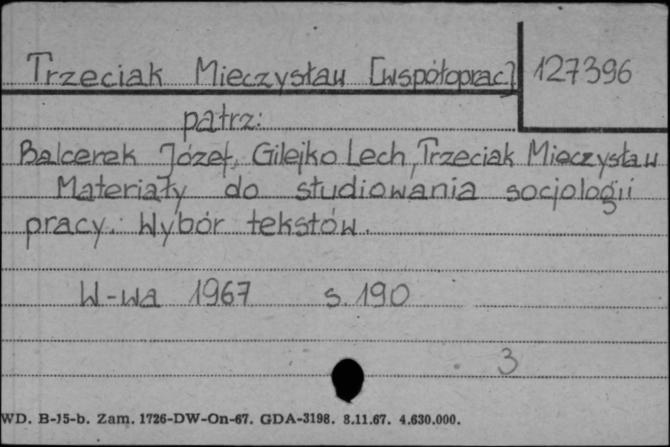 Trzeciak Mieczysław [współoprac] 127396
patrz:
Balcerek Józef, Gilejko Lech, Trzeciak Mieczysław
Materiały do studiowania socjologii
pracy. Wybór tekstów.
W-wa 1967 s. 190
3
WD. B-15-b. Zam. 1726-DW-On-67. GDA-3198. 8.11.67. 4.630.000.